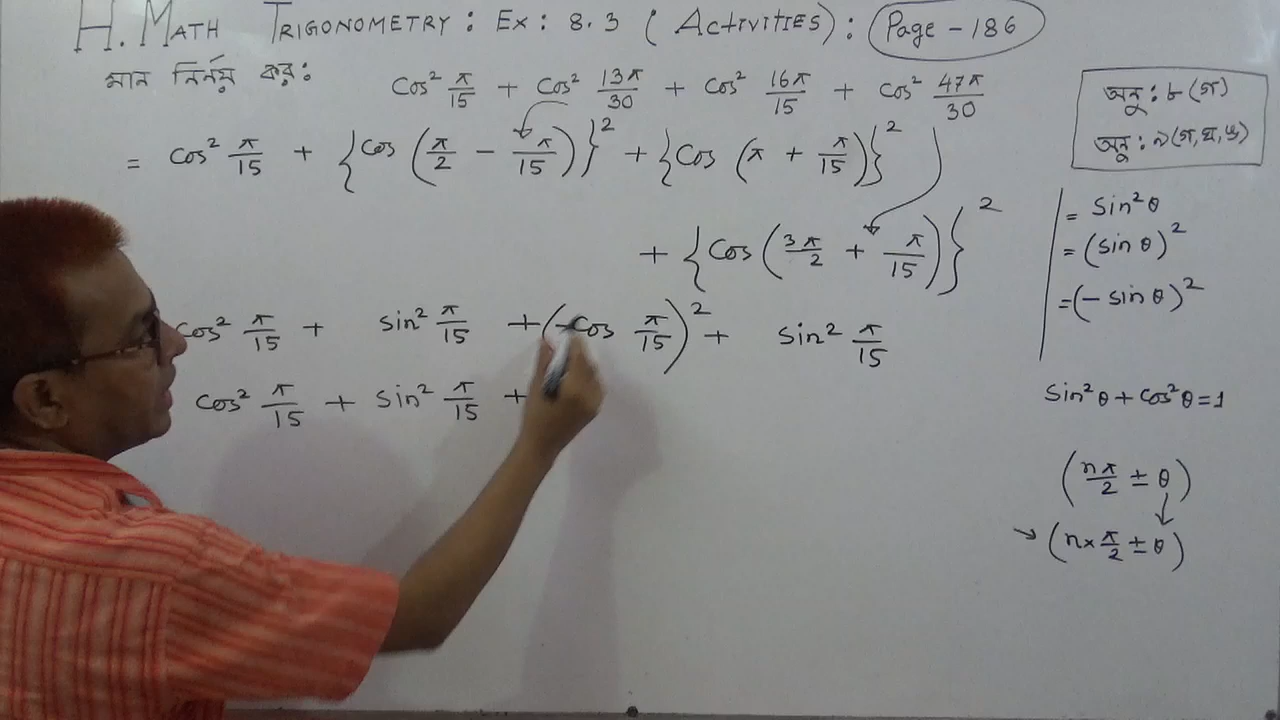 H. MATH TRIGONOMETRY: Ex: 8.3 (Activities): Page-186
মান নির্নয় কর: cos² π/15 + cos² 13π/30 + cos² 16π/15 + cos² 47π/30
= cos² π/15 + {cos (π/2 - π/15)}² + {cos (π + π/15)}²
+ {cos (3π/2 + π/15)}²
cos² π/15 + sin² π/15 + (-cos π/15)² + sin² π/15
cos² π/15 + sin² π/15 +
অনু: ৮(গ)
অনু: ৯(গ,ঘ,ঙ)
= sin²θ
= (sin θ)²
= (- sin θ)²
sin²θ + cos²θ = 1
(nπ/2 ± θ)
→ (n× π/2 ± θ)